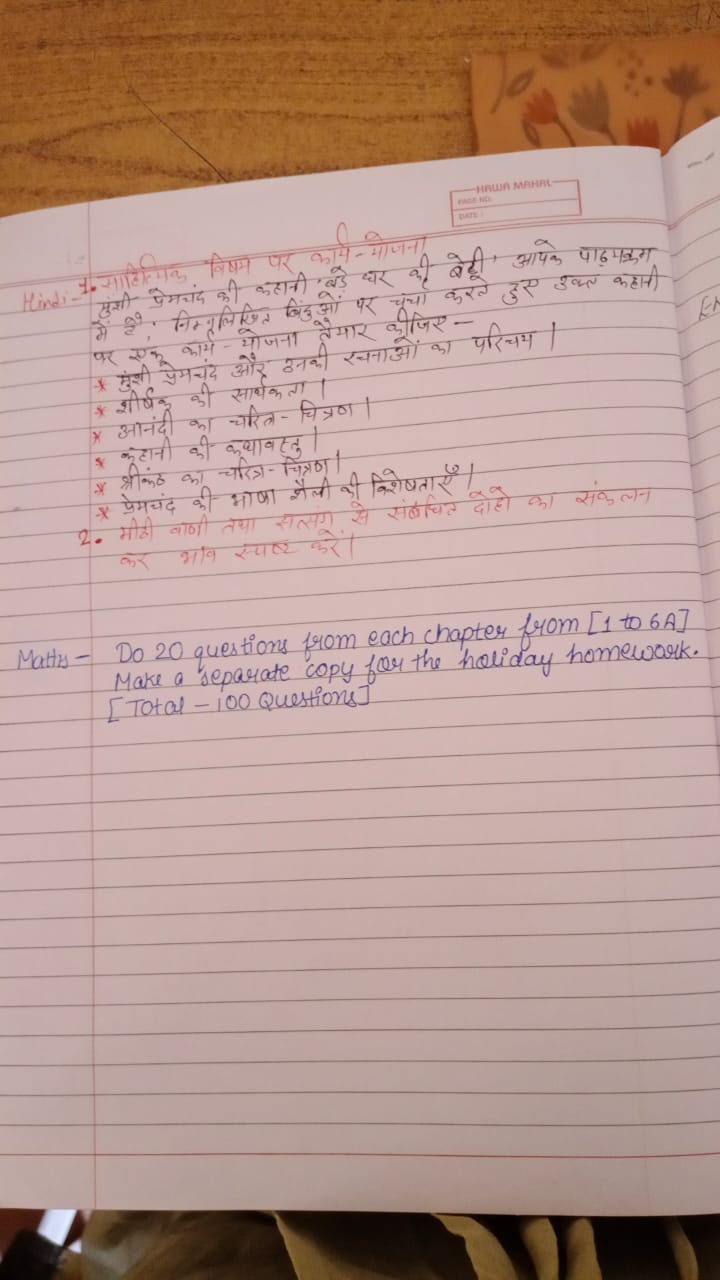 HAWA MAHAL
PAGE NO.
DATE :
Hindi - 1. साहित्यिक विषय पर कार्य-योजना
मुंशी प्रेमचंद की कहानी 'बड़े घर की बेटी' आपके पाठ्यक्रम
में है, निम्नलिखित बिंदुओं पर चर्चा करते हुए उक्त कहानी
पर एक कार्य-योजना तैयार कीजिए -
* मुंशी प्रेमचंद और उनकी रचनाओं का परिचय।
* शीर्षक की सार्थकता।
* आनंदी का चरित्र-चित्रण।
* कहानी की कथावस्तु।
* श्रीकंठ का चरित्र-चित्रण।
* प्रेमचंद की भाषा शैली की विशेषताएँ।
2. मीठी वाणी तथा सत्संग से संबंधित दोहो का संकलन
कर भाव स्पष्ट करें।
Maths - Do 20 questions from each chapter from [1 to 6A]
Make a separate copy for the holiday homework.
[Total - 100 Questions]